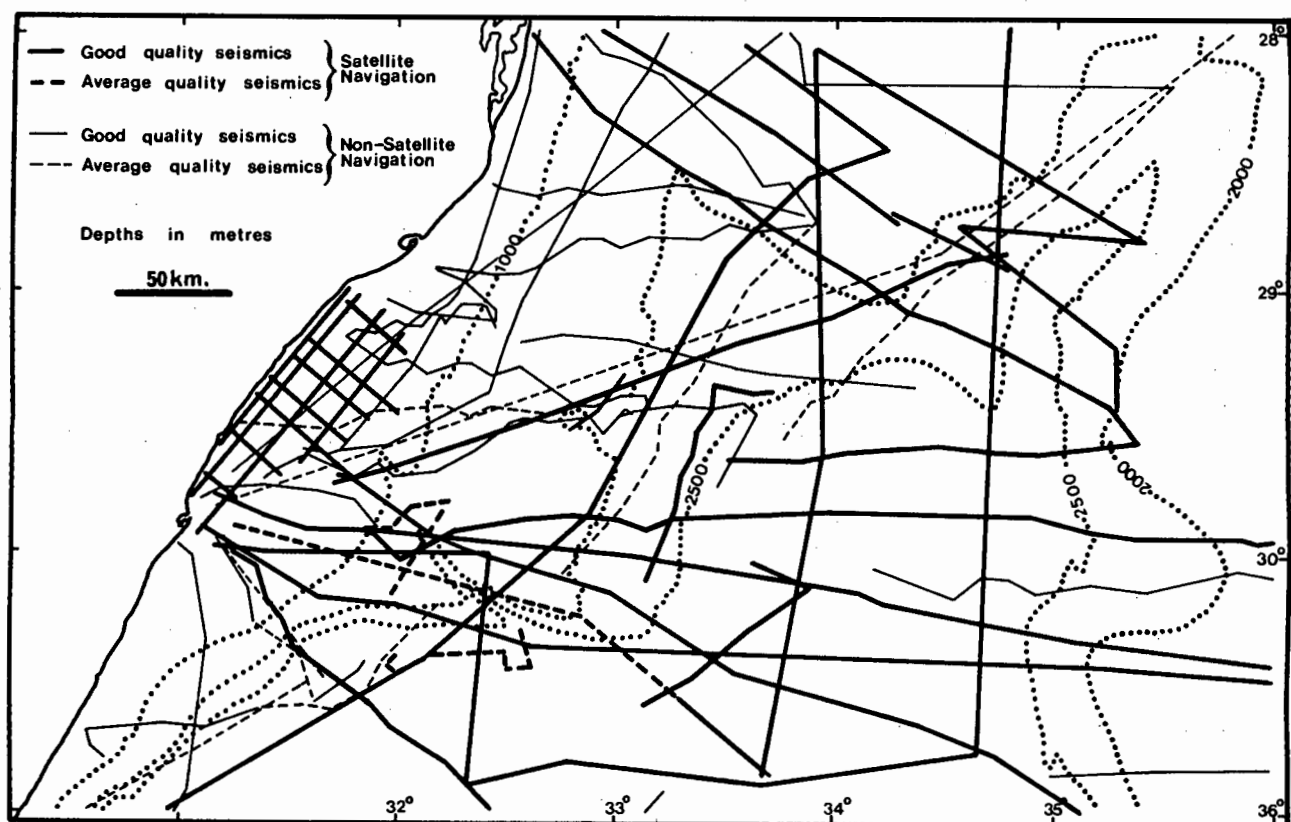 Good quality seismics
Average quality seismics
Satellite
Navigation
Good quality seismics
Average quality seismics
Non-Satellite
Navigation
Depths in metres
50km.
28°
29°
30°
32°
33°
34°
35°
36°
1000
2000
2500
2500
2000